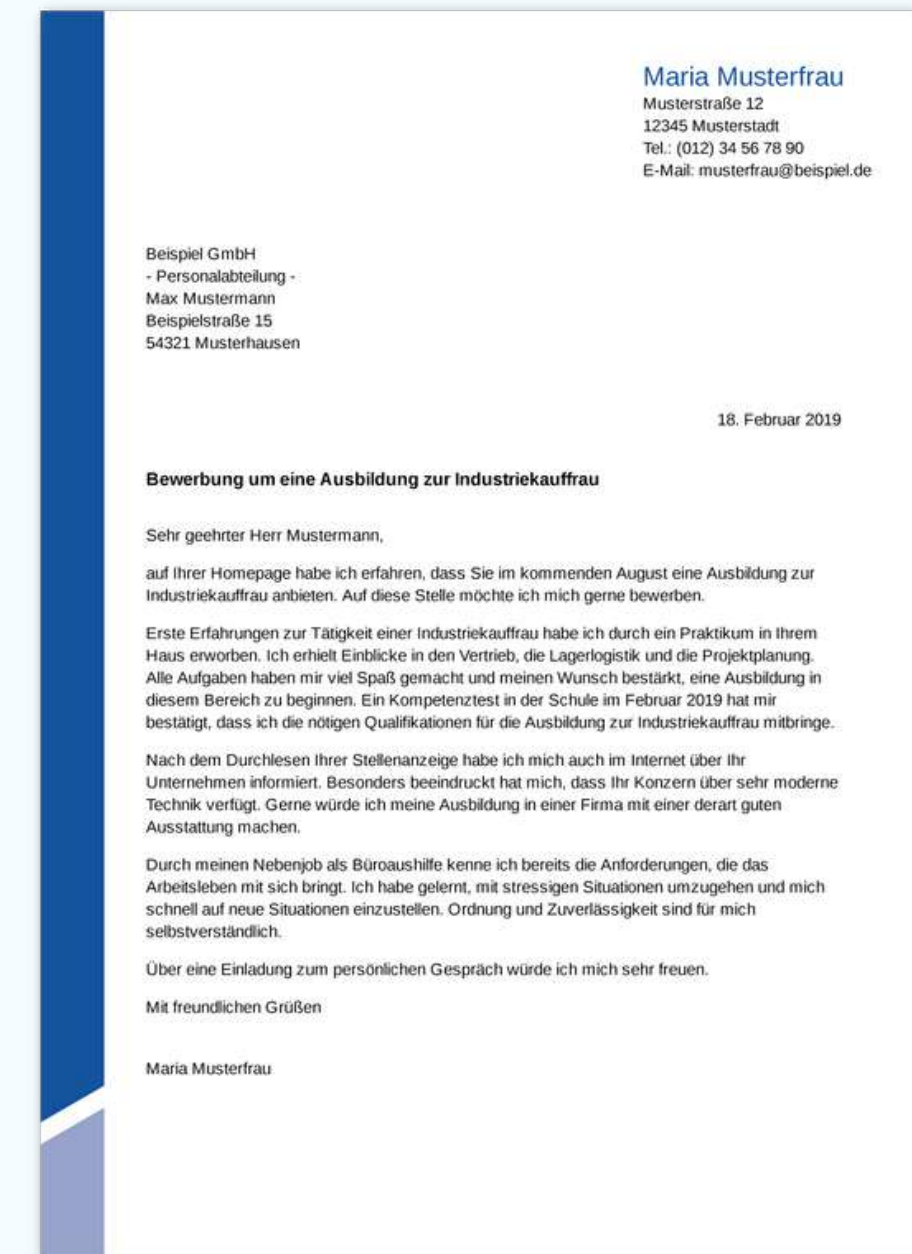 Maria Musterfrau
Musterstraße 12
12345 Musterstadt
Tel.: (012) 34 56 78 90
E-Mail: musterfrau@beispiel.de
Beispiel GmbH
- Personalabteilung -
Max Mustermann
Beispielstraße 15
54321 Musterhausen
18. Februar 2019
Bewerbung um eine Ausbildung zur Industriekauffrau
Sehr geehrter Herr Mustermann,
auf Ihrer Homepage habe ich erfahren, dass Sie im kommenden August eine Ausbildung zur
Industriekauffrau anbieten. Auf diese Stelle möchte ich mich gerne bewerben.
Erste Erfahrungen zur Tätigkeit einer Industriekauffrau habe ich durch ein Praktikum in Ihrem
Haus erworben. Ich erhielt Einblicke in den Vertrieb, die Lagerlogistik und die Projektplanung.
Alle Aufgaben haben mir viel Spaß gemacht und meinen Wunsch bestärkt, eine Ausbildung in
diesem Bereich zu beginnen. Ein Kompetenztest in der Schule im Februar 2019 hat mir
bestätigt, dass ich die nötigen Qualifikationen für die Ausbildung zur Industriekauffrau mitbringe.
Nach dem Durchlesen Ihrer Stellenanzeige habe ich mich auch im Internet über Ihr
Unternehmen informiert. Besonders beeindruckt hat mich, dass Ihr Konzern über sehr moderne
Technik verfügt. Gerne würde ich meine Ausbildung in einer Firma mit einer derart guten
Ausstattung machen.
Durch meinen Nebenjob als Büroaushilfe kenne ich bereits die Anforderungen, die das
Arbeitsleben mit sich bringt. Ich habe gelernt, mit stressigen Situationen umzugehen und mich
schnell auf neue Situationen einzustellen. Ordnung und Zuverlässigkeit sind für mich
selbstverständlich.
Über eine Einladung zum persönlichen Gespräch würde ich mich sehr freuen.
Mit freundlichen Grüßen
Maria Musterfrau